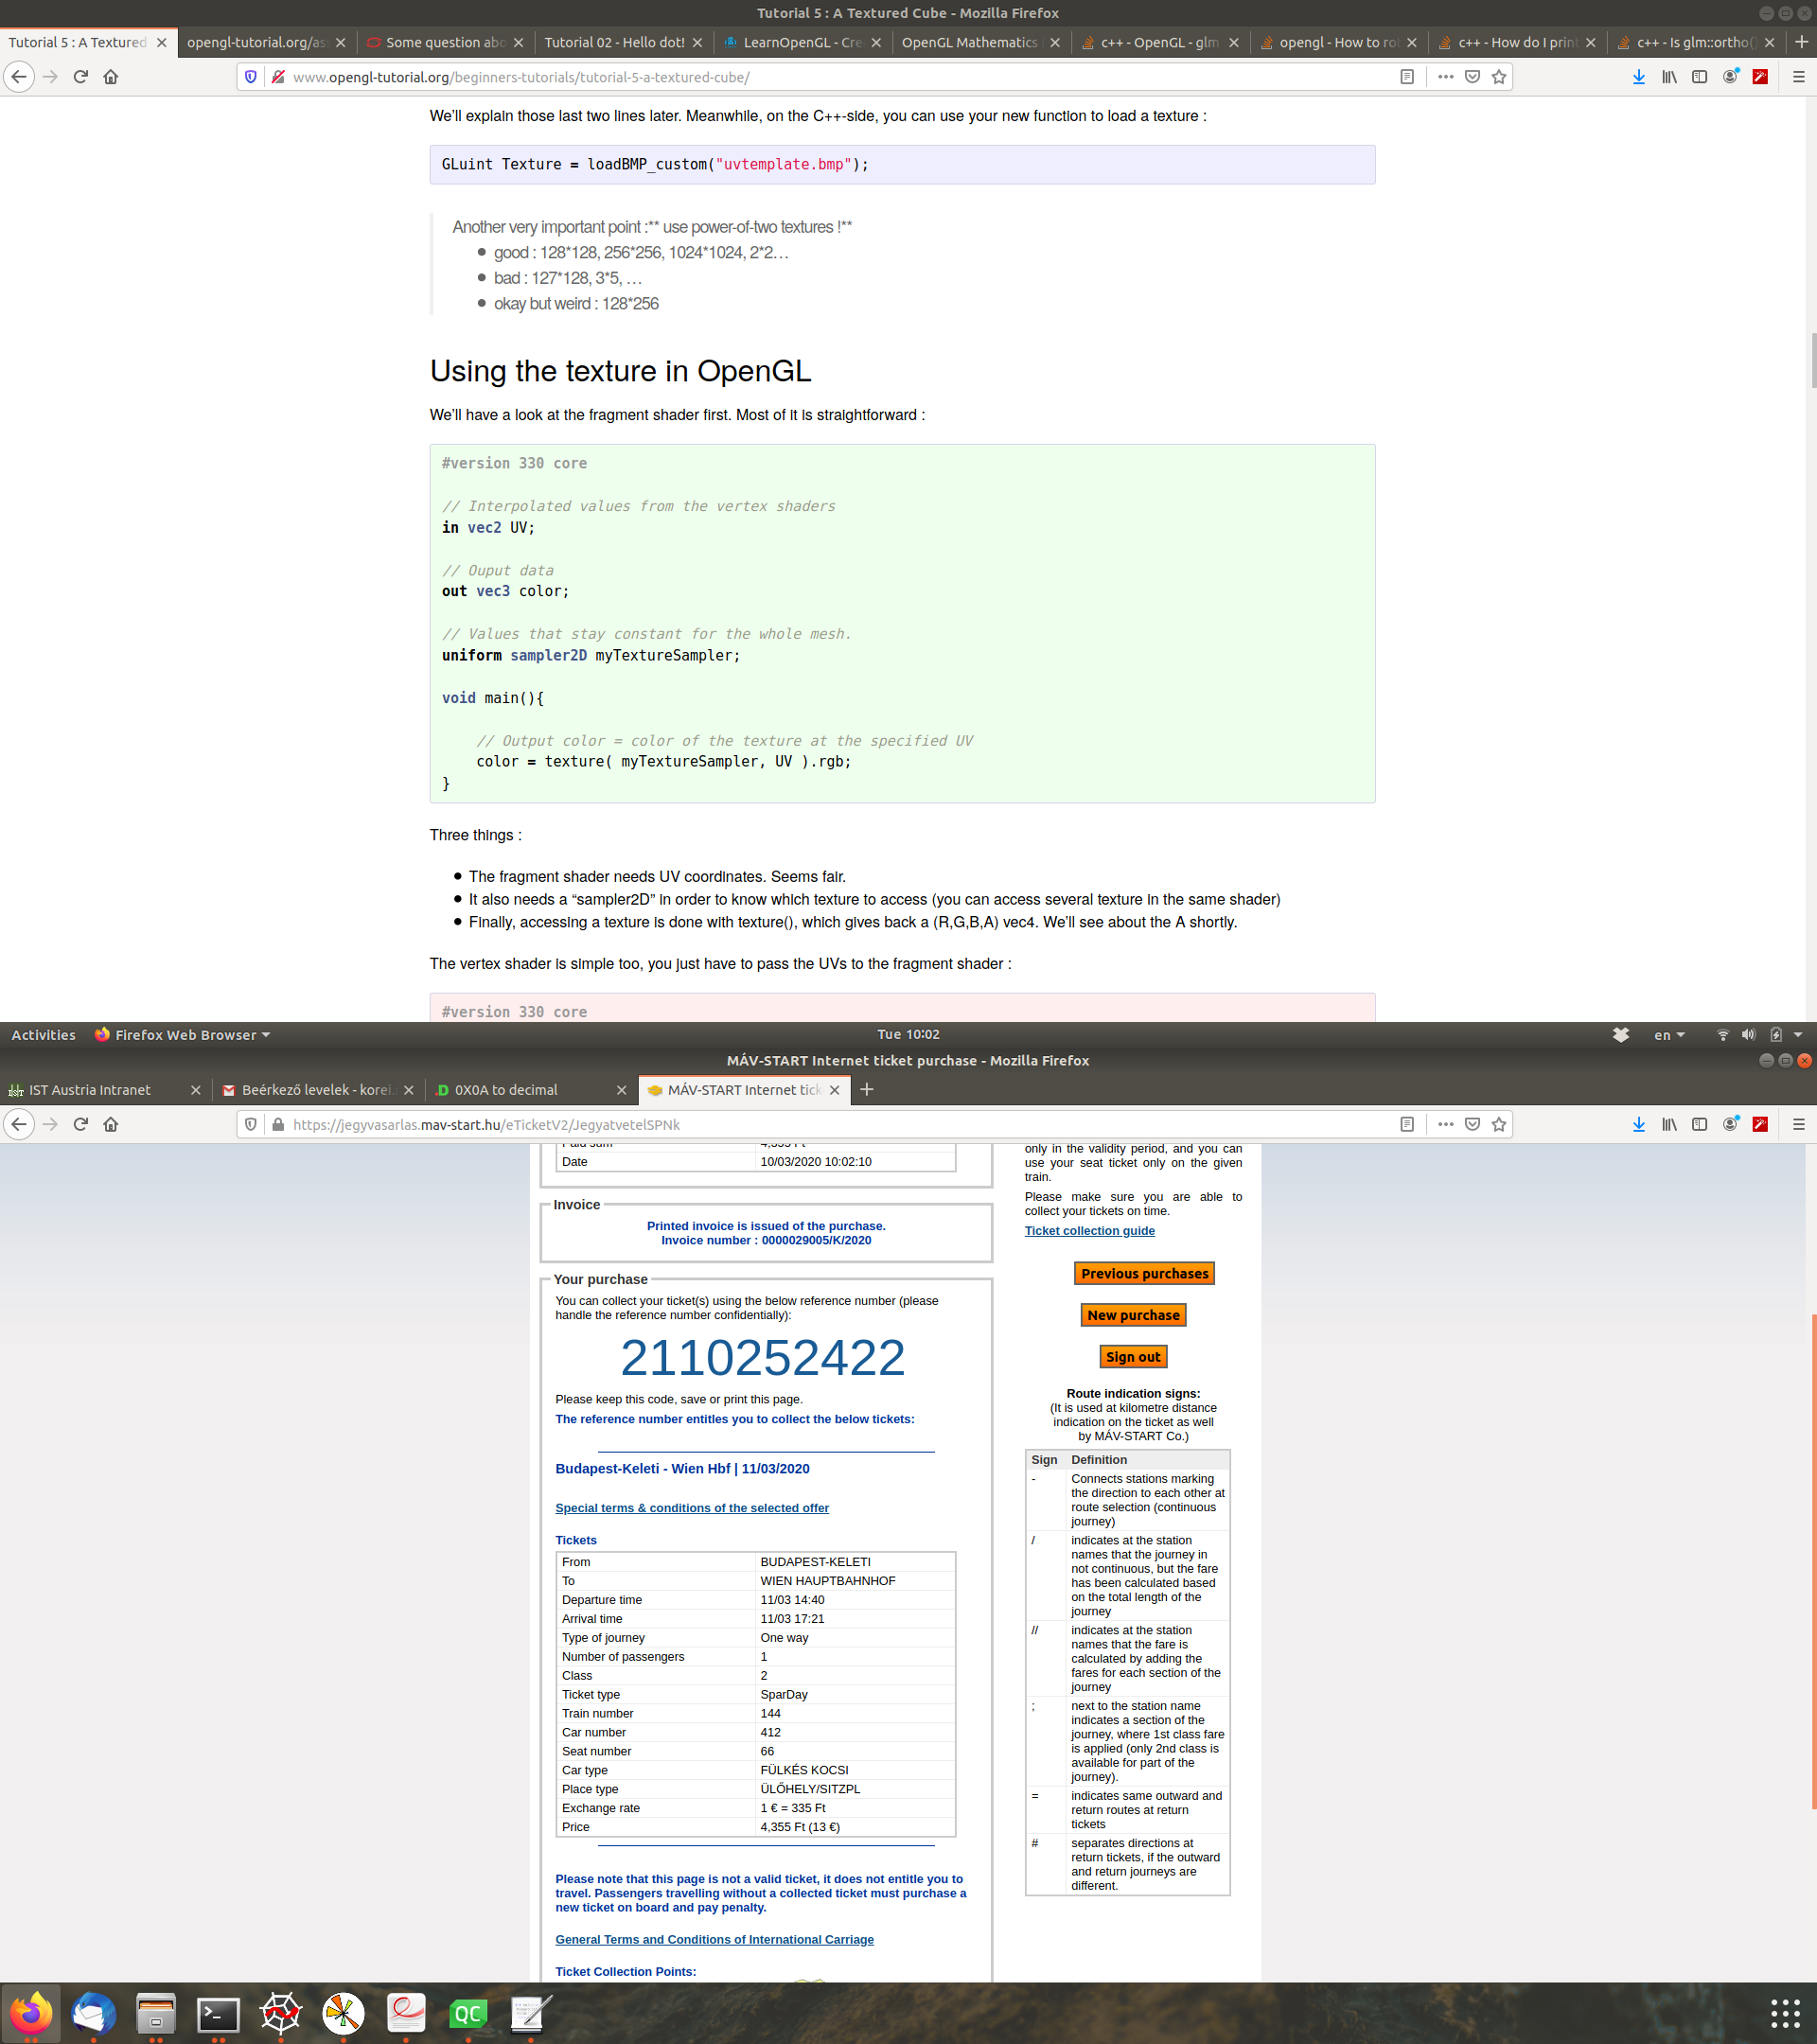 Tutorial 5 : A Textured Cube - Mozilla Firefox
Tutorial 5 : A Textured
opengl-tutorial.org/ass
Some question abo
Tutorial 02 - Hello dot!
LearnOpenGL - Cre
OpenGL Mathematics
c++ - OpenGL - glm
opengl - How to rot
c++ - How do I print
c++ - Is glm::ortho()
www.opengl-tutorial.org/beginners-tutorials/tutorial-5-a-textured-cube/
We'll explain those last two lines later. Meanwhile, on the C++-side, you can use your new function to load a texture :
GLuint Texture = loadBMP_custom("uvtemplate.bmp");
Another very important point :** use power-of-two textures !**
good : 128*128, 256*256, 1024*1024, 2*2…
bad : 127*128, 3*5, …
okay but weird : 128*256
Using the texture in OpenGL
We'll have a look at the fragment shader first. Most of it is straightforward :
#version 330 core
// Interpolated values from the vertex shaders
in vec2 UV;
// Ouput data
out vec3 color;
// Values that stay constant for the whole mesh.
uniform sampler2D myTextureSampler;
void main(){
// Output color = color of the texture at the specified UV
color = texture( myTextureSampler, UV ).rgb;
}
Three things :
The fragment shader needs UV coordinates. Seems fair.
It also needs a “sampler2D” in order to know which texture to access (you can access several texture in the same shader)
Finally, accessing a texture is done with texture(), which gives back a (R,G,B,A) vec4. We'll see about the A shortly.
The vertex shader is simple too, you just have to pass the UVs to the fragment shader :
#version 330 core
Activities
Firefox Web Browser
Tue 10:02
en
MÁV-START Internet ticket purchase - Mozilla Firefox
IST Austria Intranet
Beérkező levelek - korei.
0X0A to decimal
MÁV-START Internet tick
https://jegyvasarlas.mav-start.hu/eTicketV2/JegyatvetelSPNk
Paid sum 4,355 Ft
Date 10/03/2020 10:02:10
Invoice
Printed invoice is issued of the purchase.
Invoice number : 0000029005/K/2020
Your purchase
You can collect your ticket(s) using the below reference number (please
handle the reference number confidentially):
2110252422
Please keep this code, save or print this page.
The reference number entitles you to collect the below tickets:
Budapest-Keleti - Wien Hbf | 11/03/2020
Special terms & conditions of the selected offer
Tickets
From BUDAPEST-KELETI
To WIEN HAUPTBAHNHOF
Departure time 11/03 14:40
Arrival time 11/03 17:21
Type of journey One way
Number of passengers 1
Class 2
Ticket type SparDay
Train number 144
Car number 412
Seat number 66
Car type FÜLKÉS KOCSI
Place type ÜLŐHELY/SITZPL
Exchange rate 1 € = 335 Ft
Price 4,355 Ft (13 €)
Please note that this page is not a valid ticket, it does not entitle you to
travel. Passengers travelling without a collected ticket must purchase a
new ticket on board and pay penalty.
General Terms and Conditions of International Carriage
Ticket Collection Points:
only in the validity period, and you can
use your seat ticket only on the given
train.
Please make sure you are able to
collect your tickets on time.
Ticket collection guide
Previous purchases
New purchase
Sign out
Route indication signs:
(It is used at kilometre distance
indication on the ticket as well
by MÁV-START Co.)
Sign Definition
- Connects stations marking
the direction to each other at
route selection (continuous
journey)
/ indicates at the station
names that the journey in
not continuous, but the fare
has been calculated based
on the total length of the
journey
// indicates at the station
names that the fare is
calculated by adding the
fares for each section of the
journey
; next to the station name
indicates a section of the
journey, where 1st class fare
is applied (only 2nd class is
available for part of the
journey).
= indicates same outward and
return routes at return
tickets
# separates directions at
return tickets, if the outward
and return journeys are
different.
QC